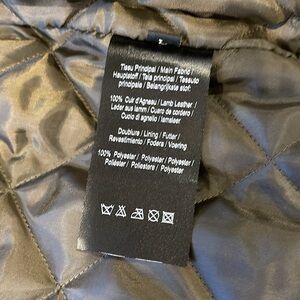 Tissu Principal / Main Fabric /
Hauptstoff / Tela principal / Tessuto
principale / Belangrijkste stof:
100% Cuir d'Agneau / Lamb Leather /
Leder aus lamm / Cuero de cordero /
Cuoio di agnello / lamsleer
Doublure / Lining / Futter /
Revestimiento / Fodera / Voering
100% Polyester / Polyester /
Polyester / Poliestere / Polyester